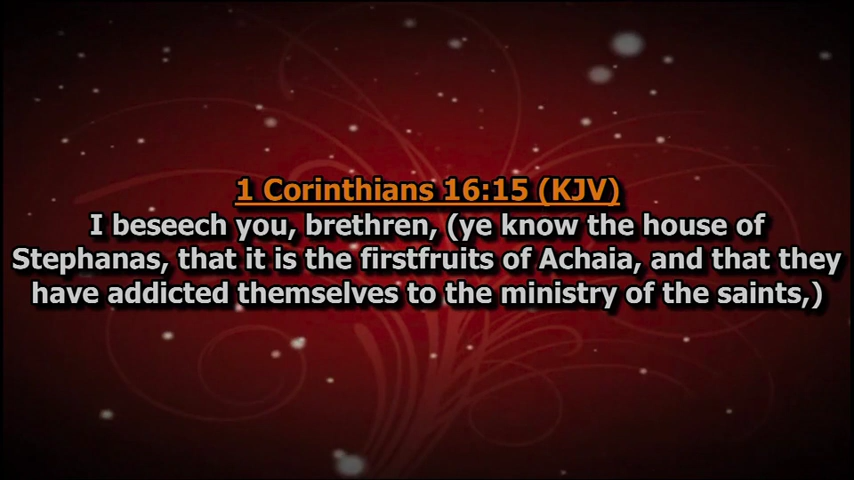 1 Corinthians 16:15 (KJV)
I beseech you, brethren, (ye know the house of
Stephanas, that it is the firstfruits of Achaia, and that they
have addicted themselves to the ministry of the saints,)